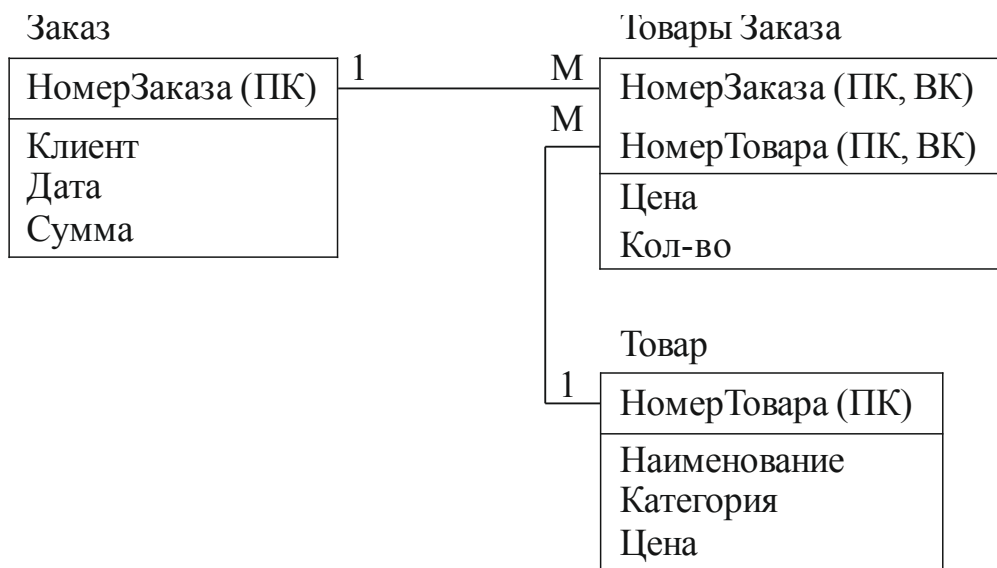 Заказ
НомерЗаказа (ПК)
Клиент
Дата
Сумма
1
М
М
Товары Заказа
НомерЗаказа (ПК, ВК)
НомерТовара (ПК, ВК)
Цена
Кол-во
1
Товар
НомерТовара (ПК)
Наименование
Категория
Цена